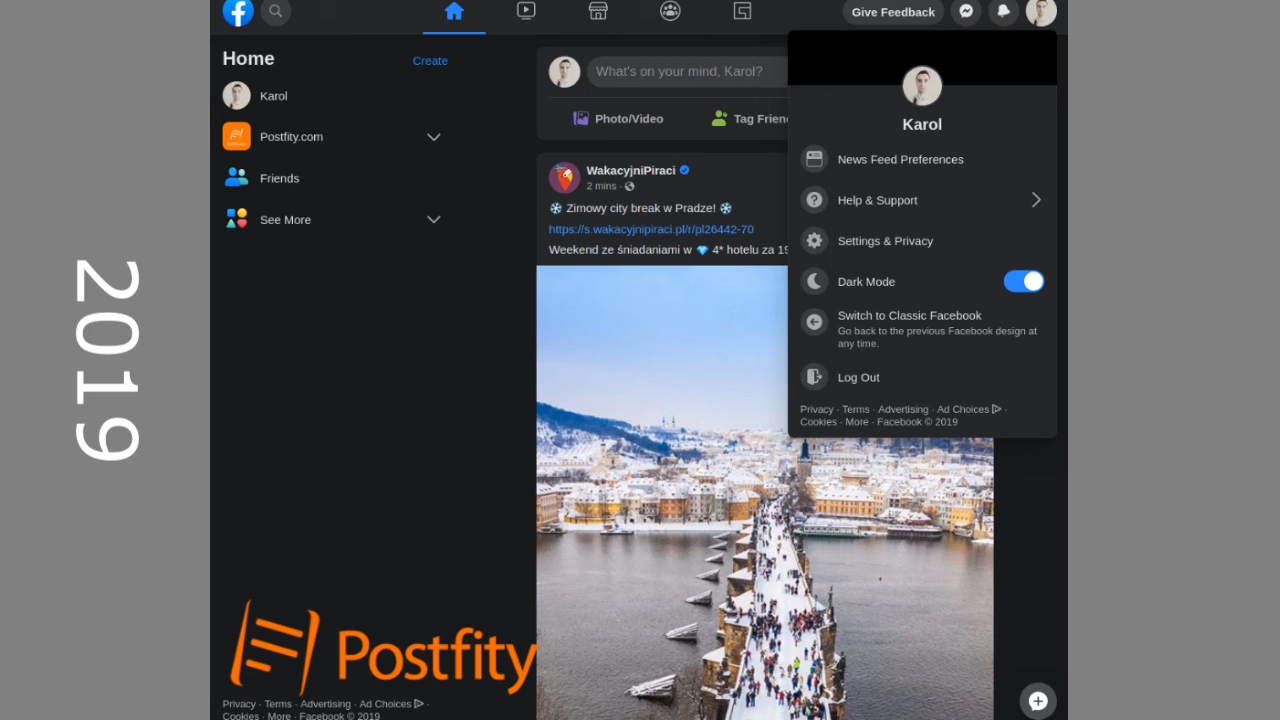 2019
Give Feedback
Home
Create
Karol
Postfity.com
Friends
See More
What's on your mind, Karol?
Photo/Video
Tag Frien
WakacyjniPiraci
2 mins ·
❄ Zimowy city break w Pradze! ❄
https://s.wakacyjnipiraci.pl/r/pl26442-70
Weekend ze śniadaniami w 💎 4* hotelu za 19
Karol
News Feed Preferences
Help & Support
Settings & Privacy
Dark Mode
Switch to Classic Facebook
Go back to the previous Facebook design at
any time.
Log Out
Privacy · Terms · Advertising · Ad Choices ·
Cookies · More · Facebook © 2019
Postfity
Privacy · Terms · Advertising · Ad Choices ·
Cookies · More · Facebook © 2019